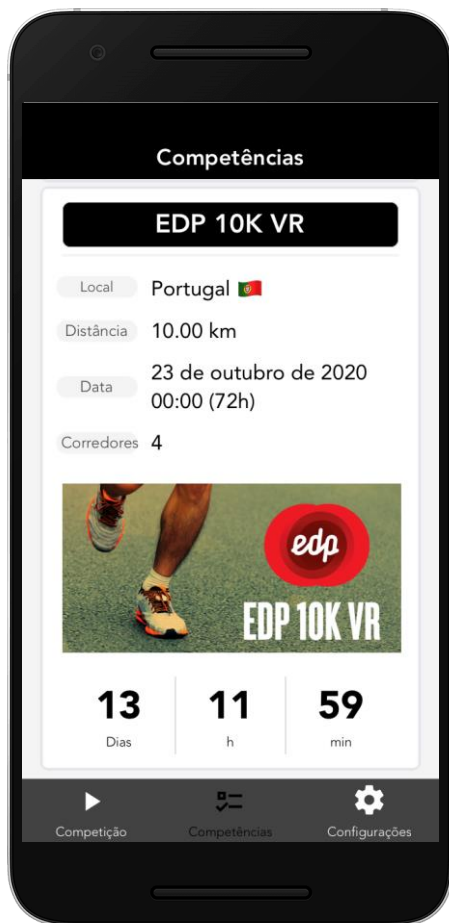 Competências
EDP 10K VR
Local Portugal 🇵🇹
Distância 10.00 km
Data 23 de outubro de 2020
00:00 (72h)
Corredores 4
edp
EDP 10K VR
13 11 59
Dias h min
Competição Competências Configurações